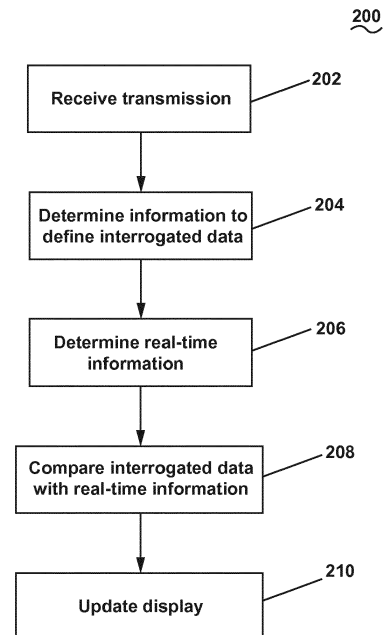 200
Receive transmission
202
Determine information to
define interrogated data
204
Determine real-time
information
206
Compare interrogated data
with real-time information
208
Update display
210